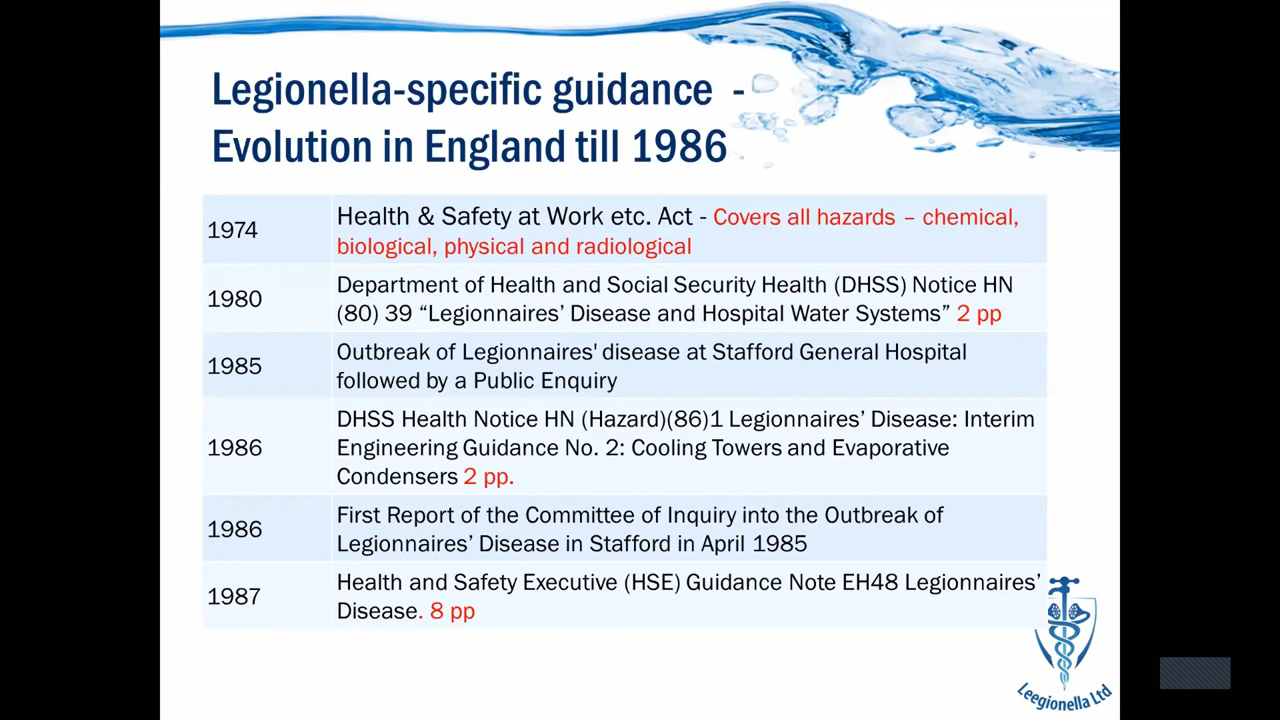 Legionella-specific guidance -
Evolution in England till 1986
1974
Health & Safety at Work etc. Act - Covers all hazards – chemical,
biological, physical and radiological
1980
Department of Health and Social Security Health (DHSS) Notice HN
(80) 39 “Legionnaires’ Disease and Hospital Water Systems” 2 pp
1985
Outbreak of Legionnaires' disease at Stafford General Hospital
followed by a Public Enquiry
1986
DHSS Health Notice HN (Hazard)(86)1 Legionnaires’ Disease: Interim
Engineering Guidance No. 2: Cooling Towers and Evaporative
Condensers 2 pp.
1986
First Report of the Committee of Inquiry into the Outbreak of
Legionnaires’ Disease in Stafford in April 1985
1987
Health and Safety Executive (HSE) Guidance Note EH48 Legionnaires’
Disease. 8 pp
Leegionella Ltd